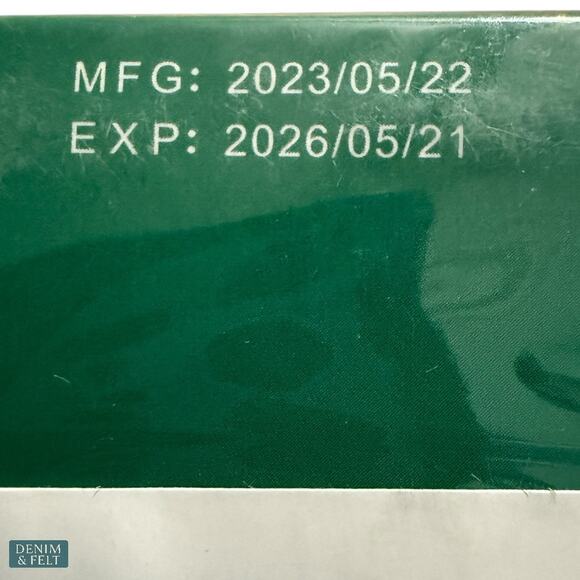 MFG: 2023/05/22
EXP: 2026/05/21
DENIM
& FELT